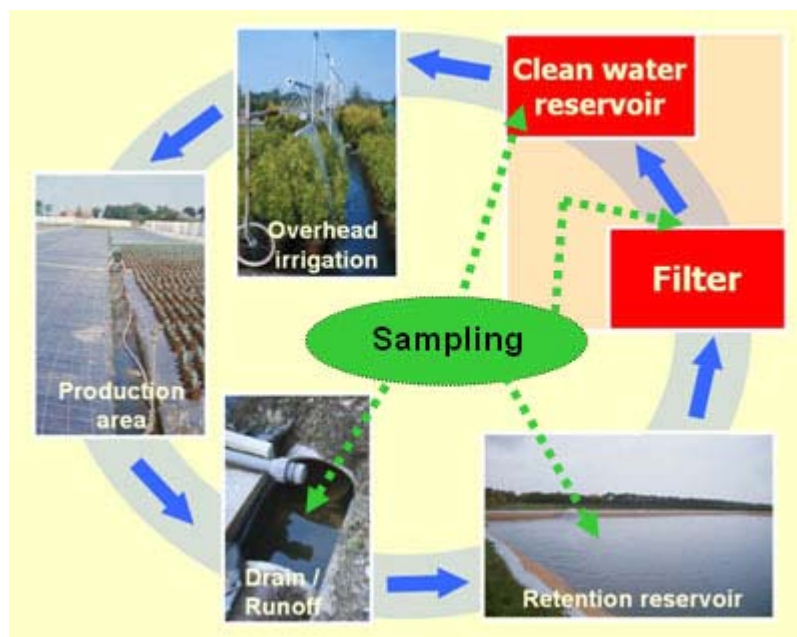 Clean water
reservoir
Overhead
irrigation
Filter
Sampling
Production
area
Drain /
Runoff
Retention reservoir